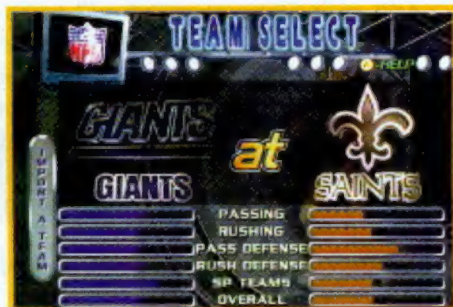 NFL
TEAM SELECT
A-HELP
GIANTS
at
GIANTS
SAINTS
IMPORT A TEAM
PASSING
RUSHING
PASS DEFENSE
RUSH DEFENSE
SP TEAMS
OVERALL